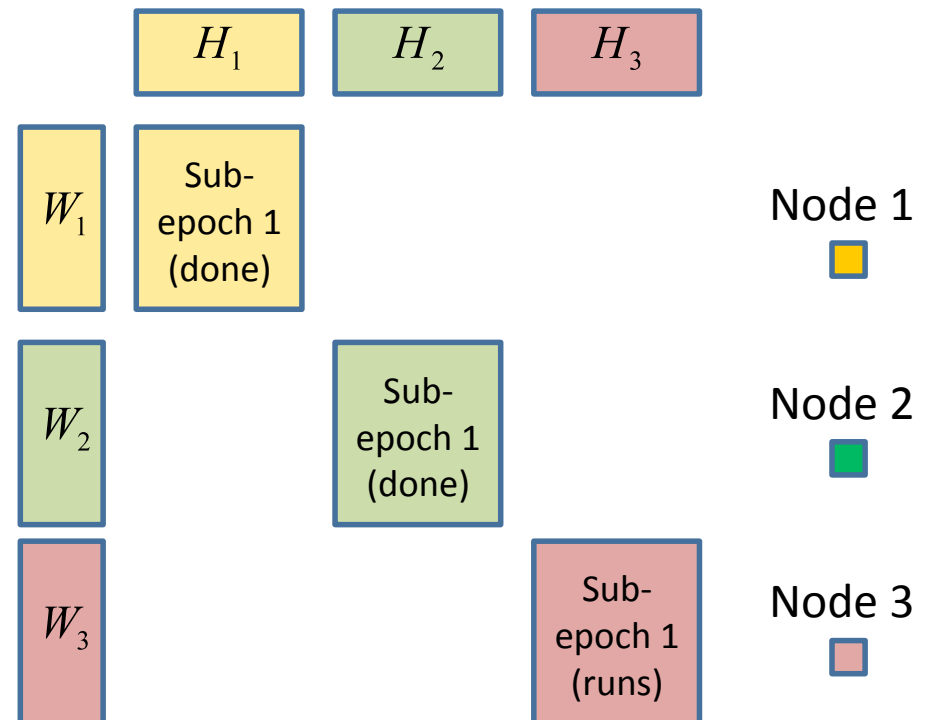 H₁ H₂ H₃
W₁
Sub-
epoch 1
(done)
Node 1
W₂
Sub-
epoch 1
(done)
Node 2
W₃
Sub-
epoch 1
(runs)
Node 3